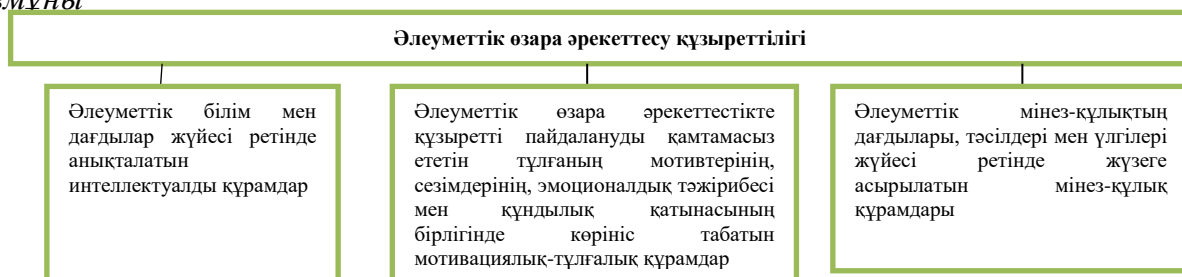 Әлеуметтік өзара әрекеттесу құзыреттілігі
Әлеуметтік білім мен
дағдылар жүйесі ретінде
анықталатын
интеллектуалды құрамдар
Әлеуметтік өзара әрекеттестікте
құзыретті пайдалануды қамтамасыз
ететін тұлғаның мотивтерінің,
сезімдерінің, эмоционалдық тәжірибесі
мен құндылық қатынасының
бірлігінде көрініс табатын
мотивациялық-тұлғалық құрамдар
Әлеуметтік мінез-құлықтың
дағдылары, тәсілдері мен үлгілері
жүйесі ретінде жүзеге
асырылатын мінез-құлық
құрамдары